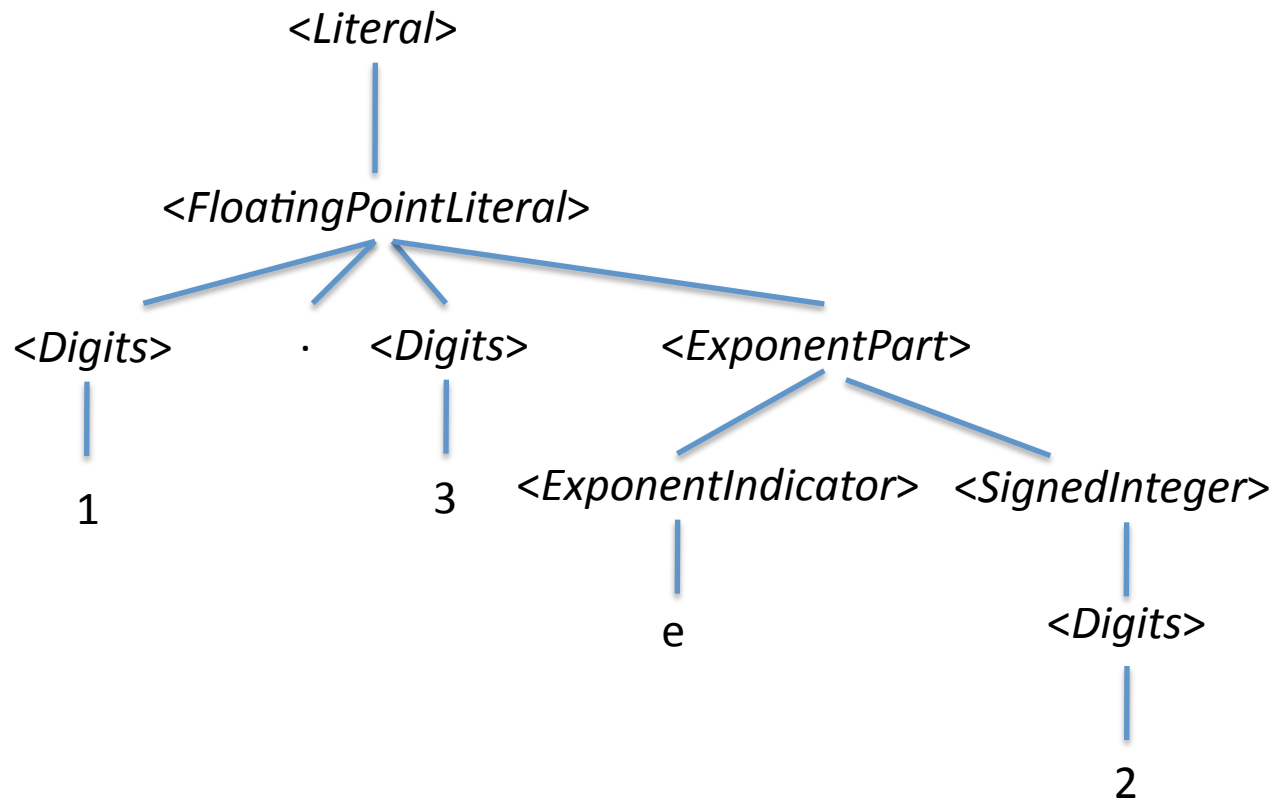 <Literal>
<FloatingPointLiteral>
<Digits> . <Digits> <ExponentPart>
1 3 <ExponentIndicator> <SignedInteger>
e <Digits>
2